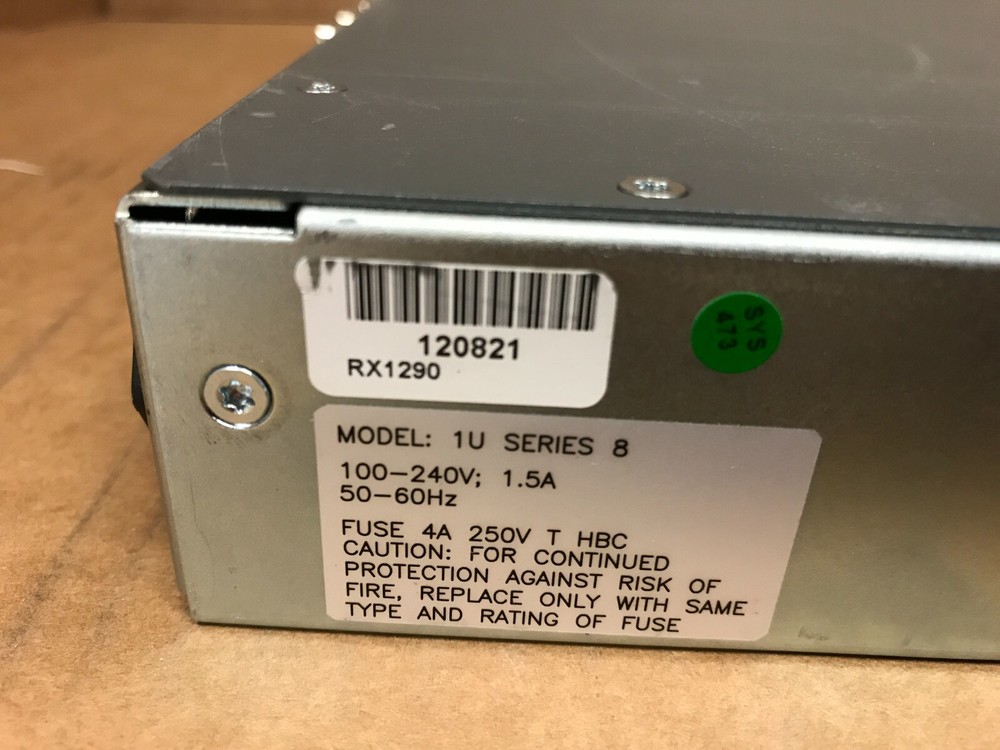 120821
RX1290
SYS
473
MODEL: 1U SERIES 8
100-240V; 1.5A
50-60Hz
FUSE 4A 250V T HBC
CAUTION: FOR CONTINUED
PROTECTION AGAINST RISK OF
FIRE, REPLACE ONLY WITH SAME
TYPE AND RATING OF FUSE